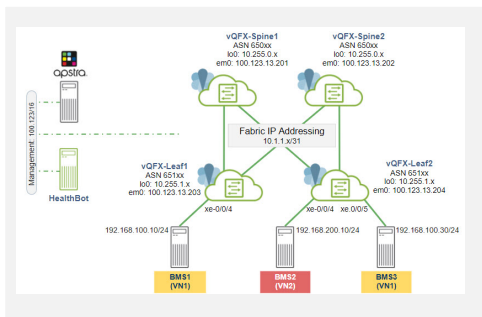 vQFX-Spine1
ASN 650xx
lo0: 10.255.0.x
em0: 100.123.13.201
vQFX-Spine2
ASN 650xx
lo0: 10.255.0.x
em0: 100.123.13.202
apstra
Management: 100.123/16
HealthBot
Fabric IP Addressing
10.1.1.x/31
vQFX-Leaf1
ASN 651xx
lo0: 10.255.1.x
em0: 100.123.13.203
vQFX-Leaf2
ASN 651xx
lo0: 10.255.1.x
em0: 100.123.13.204
xe-0/0/4
xe-0/0/4
xe-0/0/5
192.168.100.10/24
192.168.200.10/24
192.168.100.30/24
BMS1
(VN1)
BMS2
(VN2)
BMS3
(VN1)